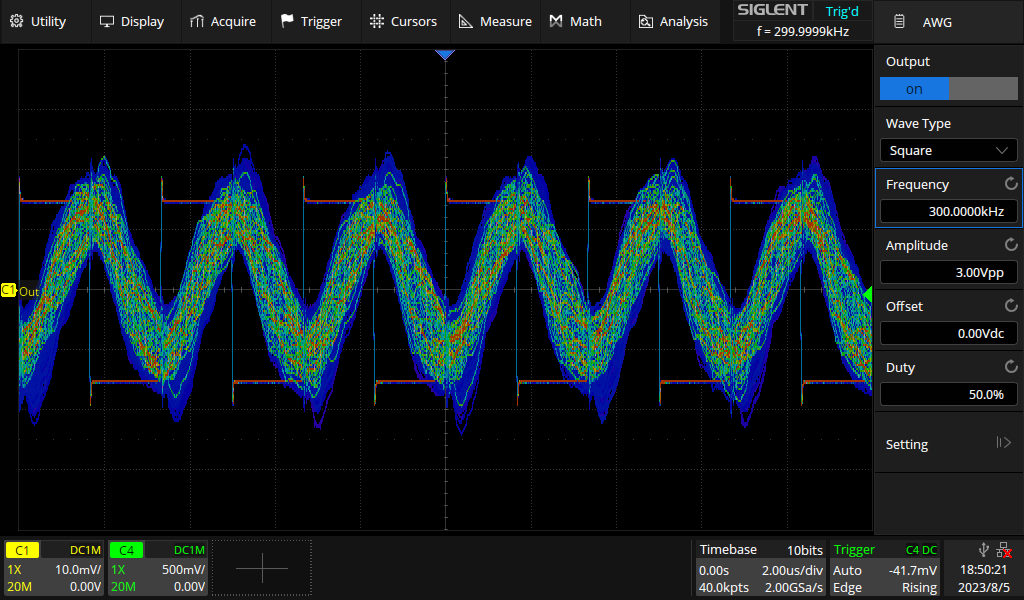 Utility Display Acquire Trigger Cursors Measure Math Analysis SIGLENT Trig'd AWG
f = 299.9999kHz
Output
on
Wave Type
Square
Frequency
300.0000kHz
Amplitude
3.00Vpp
C1 Out
Offset
0.00Vdc
Duty
50.0%
Setting
C1 DC1M
1X 10.0mV/
20M 0.00V
C4 DC1M
1X 500mV/
20M 0.00V
Timebase 10bits
0.00s 2.00us/div
40.0kpts 2.00GSa/s
Trigger C4 DC
Auto -41.7mV
Edge Rising
18:50:21
2023/8/5